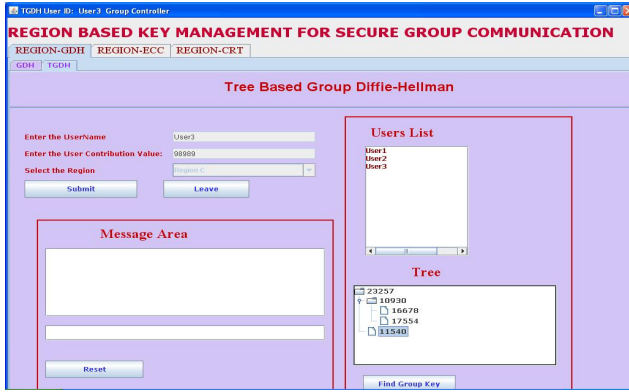 TGDH User ID: User3 Group Controller
REGION BASED KEY MANAGEMENT FOR SECURE GROUP COMMUNICATION
REGION-GDH REGION-ECC REGION-CRT
GDH TGDH
Tree Based Group Diffie-Hellman
Enter the UserName User3
Enter the User Contribution Value: 98989
Select the Region Region C
Submit Leave
Message Area
Reset
Users List
User1
User2
User3
Tree
23257
10930
16678
17554
11540
Find Group Key